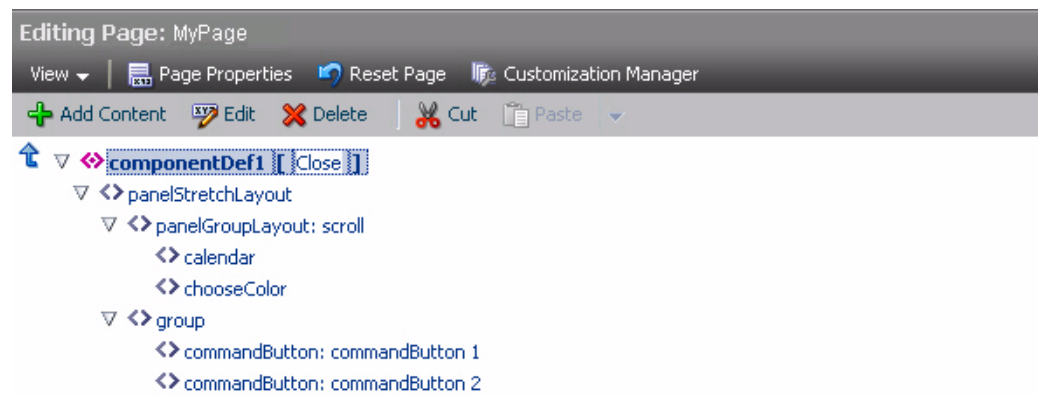 Editing Page: MyPage
View Page Properties Reset Page Customization Manager
Add Content Edit Delete Cut Paste
componentDef1 [ Close ]
panelStretchLayout
panelGroupLayout: scroll
calendar
chooseColor
group
commandButton: commandButton 1
commandButton: commandButton 2